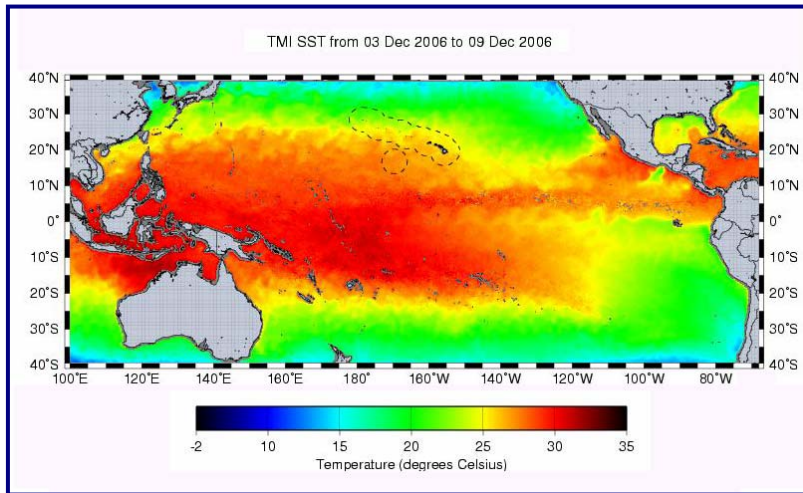 TMI SST from 03 Dec 2006 to 09 Dec 2006
40°N 40°N
30°N 30°N
20°N 20°N
10°N 10°N
0° 0°
10°S 10°S
20°S 20°S
30°S 30°S
40°S 40°S
100°E 120°E 140°E 160°E 180°E 160°W 140°W 120°W 100°W 80°W
-2 10 15 20 25 30 35
Temperature (degrees Celsius)